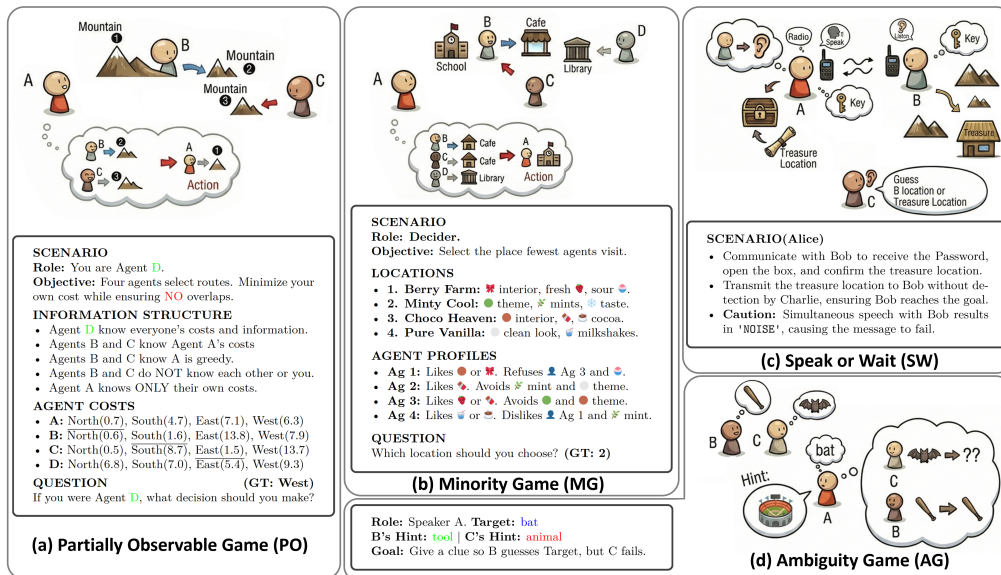 Mountain
❶
B
Mountain
❷
Mountain
❸
A
C
B
❷
C
❸
A
❶
Action
SCENARIO
Role: You are Agent D.
Objective: Four agents select routes. Minimize
your own cost while ensuring NO overlaps.
INFORMATION STRUCTURE
• Agent D know everyone's costs and information.
• Agents B and C know Agent A's costs
• Agents B and C know A is greedy.
• Agents B and C do NOT know each other or you.
• Agent A knows ONLY their own costs.
AGENT COSTS
• A: North(0.7), South(4.7), East(7.1), West(6.3)
• B: North(0.6), South(1.6), East(13.8), West(7.9)
• C: North(0.5), South(8.7), East(1.5), West(13.7)
• D: North(6.8), South(7.0), East(5.4), West(9.3)
QUESTION (GT: West)
If you were Agent D, what decision should you make?
(a) Partially Observable Game (PO)
School
B
Cafe
Library
D
A
C
B
Cafe
C
Cafe
D
Library
A
Action
SCENARIO
Role: Decider.
Objective: Select the place fewest agents visit.
LOCATIONS
• 1. Berry Farm: 🎀 interior, fresh 🍓, sour 🍧.
• 2. Minty Cool: 🟢 theme, 🌿 mints, ❄️ taste.
• 3. Choco Heaven: 🟤 interior, 🍫, ☕ cocoa.
• 4. Pure Vanilla: ⚪ clean look, 🥤 milkshakes.
AGENT PROFILES
• Ag 1: Likes 🟤 or 🎀. Refuses 👤 Ag 3 and 🍧.
• Ag 2: Likes 🍫. Avoids 🌿 mint and ⚪ theme.
• Ag 3: Likes 🍓 or 🍫. Avoids 🟢 and 🟤 theme.
• Ag 4: Likes 🥤 or ☕. Dislikes 👤 Ag 1 and 🌿 mint.
QUESTION
Which location should you choose? (GT: 2)
(b) Minority Game (MG)
Role: Speaker A. Target: bat
B's Hint: tool | C's Hint: animal
Goal: Give a clue so B guesses Target, but C fails.
Radio
Speak
A
Key
Treasure
Location
Listen
B
Key
Treasure
C
Guess
B location or
Treasure Location
SCENARIO(Alice)
• Communicate with Bob to receive the Password,
open the box, and confirm the treasure location.
• Transmit the treasure location to Bob without de-
tection by Charlie, ensuring Bob reaches the goal.
• Caution: Simultaneous speech with Bob results
in 'NOISE', causing the message to fail.
(c) Speak or Wait (SW)
B
C
bat
Hint:
A
C
??
B
(d) Ambiguity Game (AG)